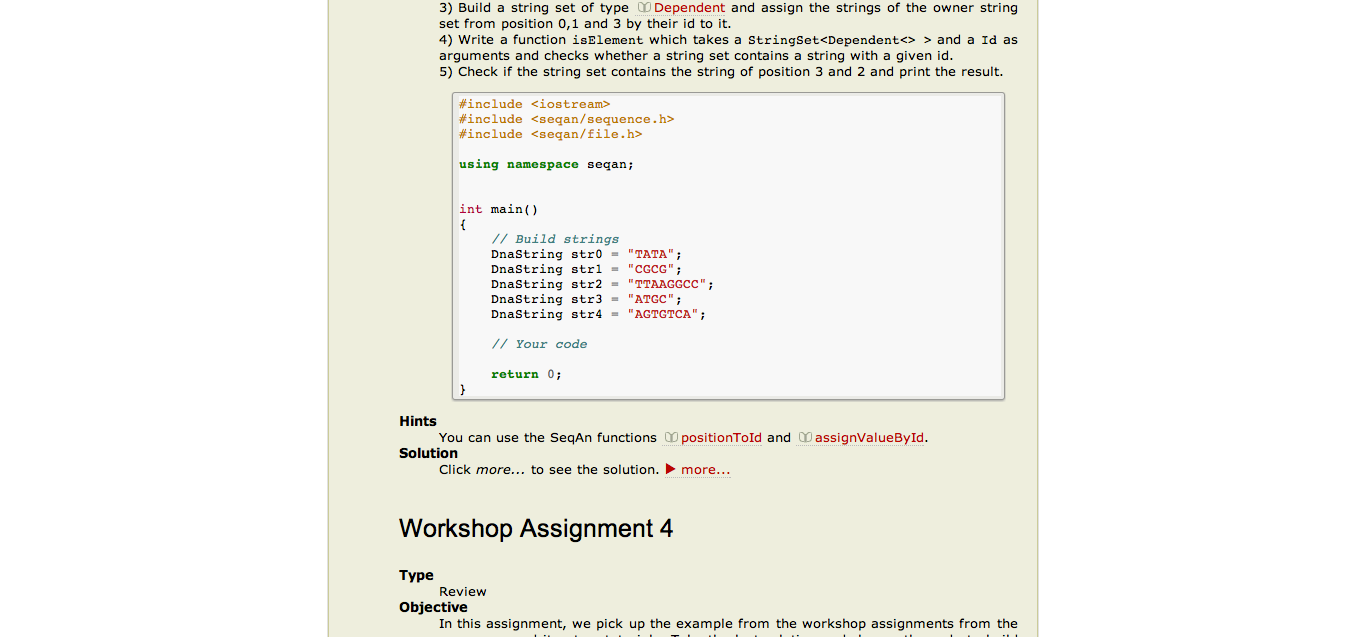 3) Build a string set of type Dependent and assign the strings of the owner string
set from position 0,1 and 3 by their id to it.
4) Write a function isElement which takes a StringSet<Dependent<> > and a Id as
arguments and checks whether a string set contains a string with a given id.
5) Check if the string set contains the string of position 3 and 2 and print the result.
#include <iostream>
#include <seqan/sequence.h>
#include <seqan/file.h>
using namespace seqan;
int main()
{
// Build strings
DnaString str0 = "TATA";
DnaString str1 = "CGCG";
DnaString str2 = "TTAAGGCC";
DnaString str3 = "ATGC";
DnaString str4 = "AGTGTCA";
// Your code
return 0;
}
Hints
You can use the SeqAn functions positionToId and assignValueById.
Solution
Click more... to see the solution. ▶ more...
Workshop Assignment 4
Type
Review
Objective
In this assignment, we pick up the example from the workshop assignments from the